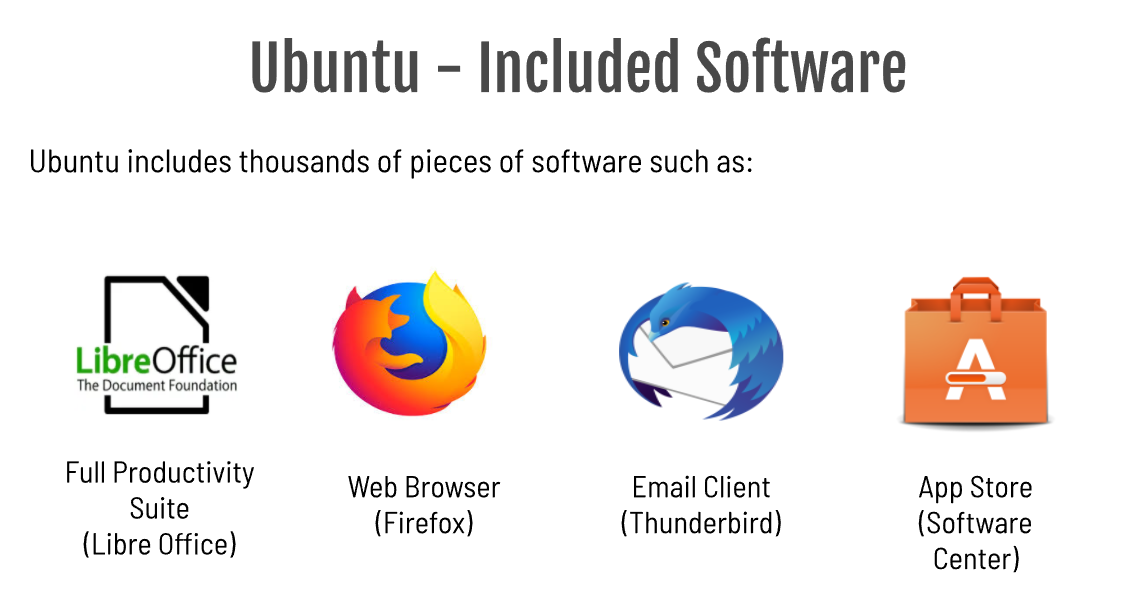 Ubuntu - Included Software
Ubuntu includes thousands of pieces of software such as:
LibreOffice
The Document Foundation
Full Productivity
Suite
(Libre Office)
Web Browser
(Firefox)
Email Client
(Thunderbird)
A
App Store
(Software
Center)